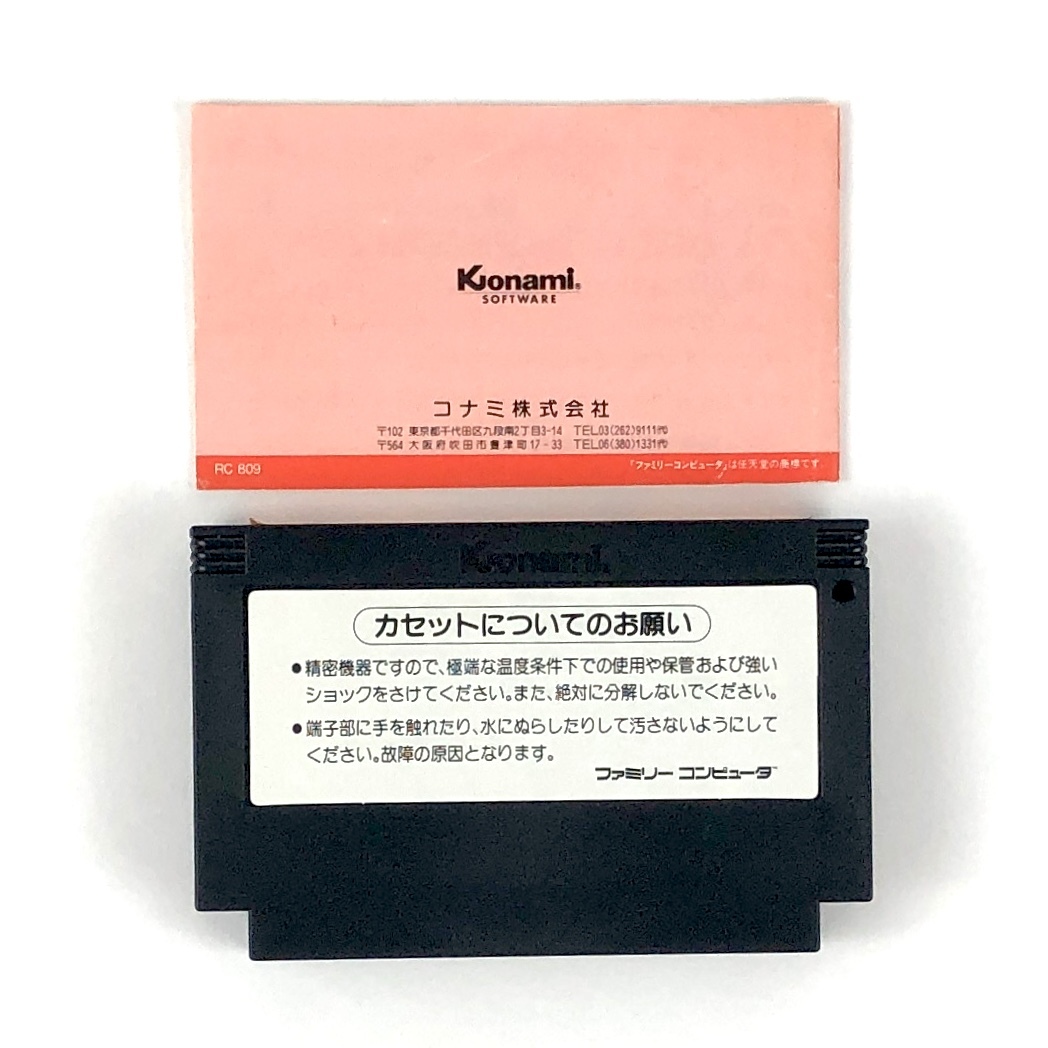 Konami®
SOFTWARE
コナミ株式会社
〒102 東京都千代田区九段南2丁目3-14 TEL03(262)9111代
〒564 大阪府吹田市豊津町17-33 TEL06(380)1331代
RC 809
「ファミリーコンピュータ」は任天堂の商標です。
Konami.
カセットについてのお願い
●精密機器ですので、極端な温度条件下での使用や保管および強い
ショックをさけてください。また、絶対に分解しないでください。
●端子部に手を触れたり、水にぬらしたりして汚さないようにして
ください。故障の原因となります。
ファミリー コンピュータ™